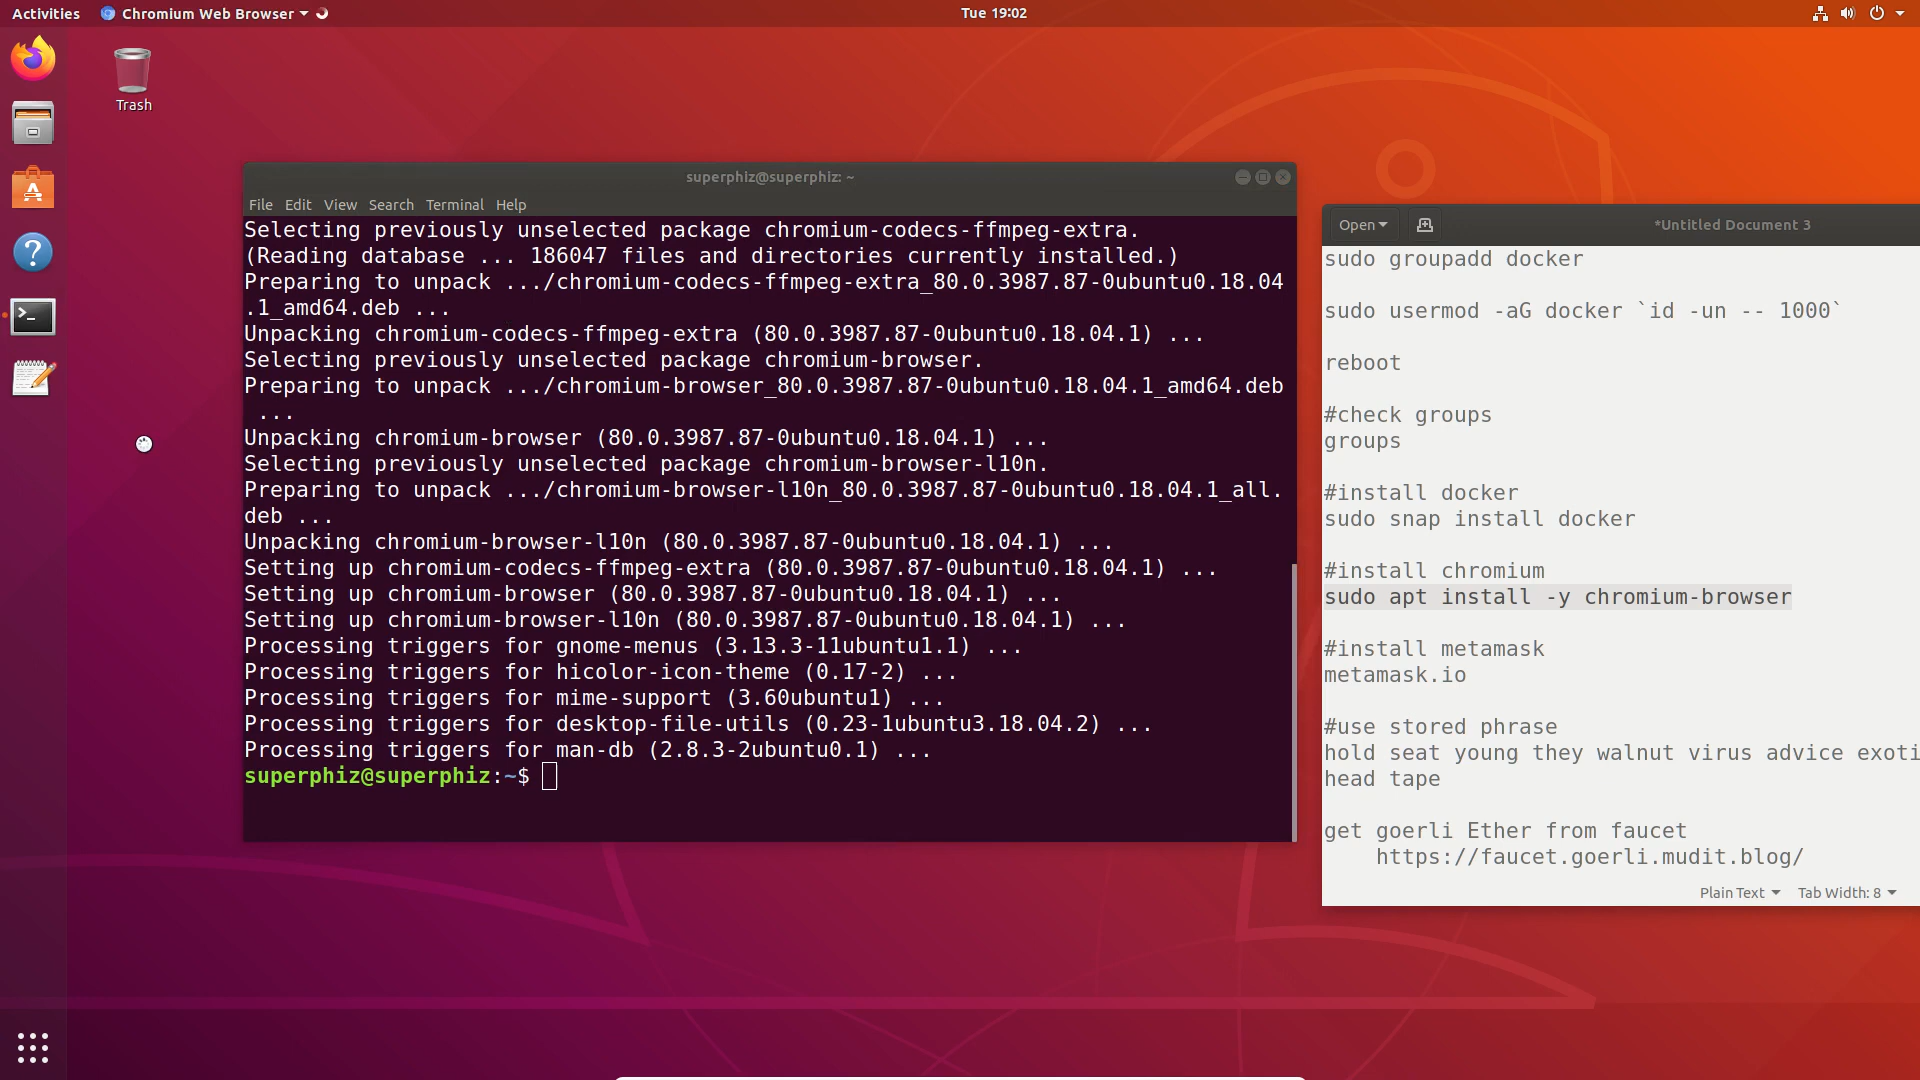 Activities
Chromium Web Browser
Tue 19:02
Trash
superphiz@superphiz: ~
File Edit View Search Terminal Help
Selecting previously unselected package chromium-codecs-ffmpeg-extra.
(Reading database ... 186047 files and directories currently installed.)
Preparing to unpack .../chromium-codecs-ffmpeg-extra_80.0.3987.87-0ubuntu0.18.04
.1_amd64.deb ...
Unpacking chromium-codecs-ffmpeg-extra (80.0.3987.87-0ubuntu0.18.04.1) ...
Selecting previously unselected package chromium-browser.
Preparing to unpack .../chromium-browser_80.0.3987.87-0ubuntu0.18.04.1_amd64.deb
...
Unpacking chromium-browser (80.0.3987.87-0ubuntu0.18.04.1) ...
Selecting previously unselected package chromium-browser-l10n.
Preparing to unpack .../chromium-browser-l10n_80.0.3987.87-0ubuntu0.18.04.1_all.
deb ...
Unpacking chromium-browser-l10n (80.0.3987.87-0ubuntu0.18.04.1) ...
Setting up chromium-codecs-ffmpeg-extra (80.0.3987.87-0ubuntu0.18.04.1) ...
Setting up chromium-browser (80.0.3987.87-0ubuntu0.18.04.1) ...
Setting up chromium-browser-l10n (80.0.3987.87-0ubuntu0.18.04.1) ...
Processing triggers for gnome-menus (3.13.3-11ubuntu1.1) ...
Processing triggers for hicolor-icon-theme (0.17-2) ...
Processing triggers for mime-support (3.60ubuntu1) ...
Processing triggers for desktop-file-utils (0.23-1ubuntu3.18.04.2) ...
Processing triggers for man-db (2.8.3-2ubuntu0.1) ...
superphiz@superphiz:~$
Open
*Untitled Document 3
sudo groupadd docker
sudo usermod -aG docker `id -un -- 1000`
reboot
#check groups
groups
#install docker
sudo snap install docker
#install chromium
sudo apt install -y chromium-browser
#install metamask
metamask.io
#use stored phrase
hold seat young they walnut virus advice exoti
head tape
get goerli Ether from faucet
https://faucet.goerli.mudit.blog/
Plain Text
Tab Width: 8